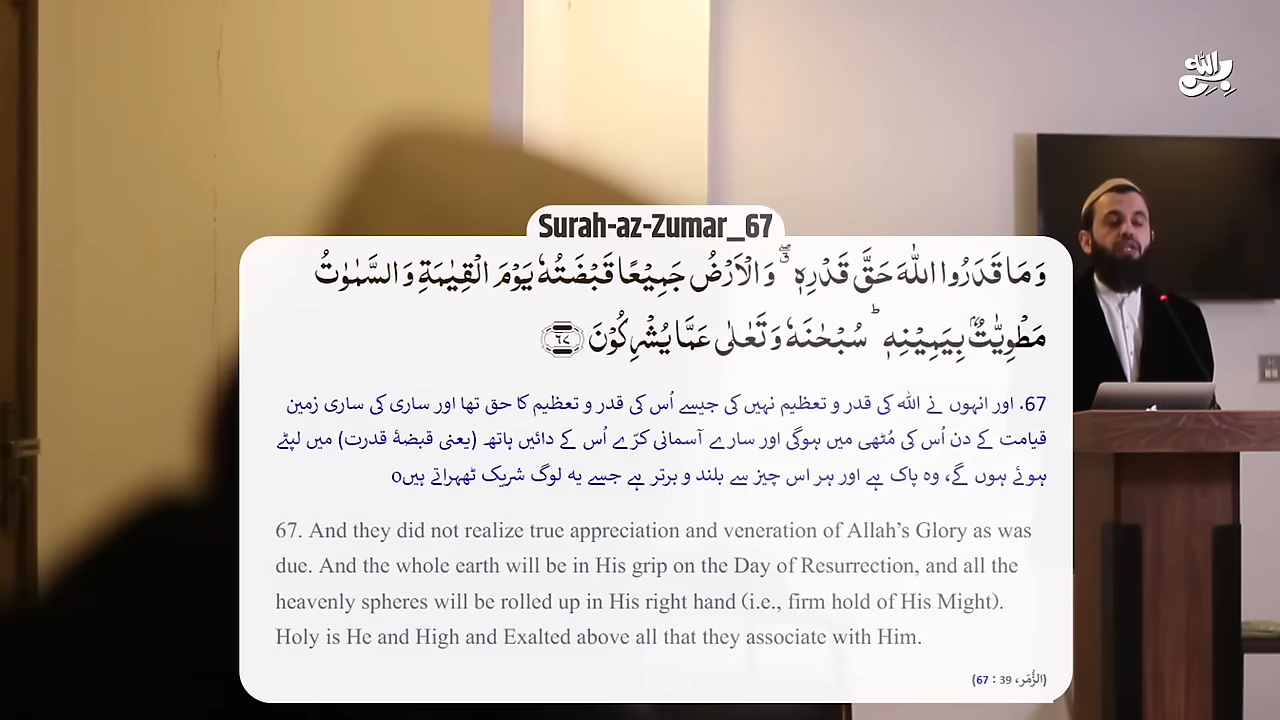 Surah-az-Zumar_67
وَمَا قَدَرُوا اللّٰهَ حَقَّ قَدْرِهٖ ۖۗ وَالْاَرْضُ جَمِيْعًا قَبْضَتُهٗ يَوْمَ الْقِيٰمَةِ وَالسَّمٰوٰتُ
مَطْوِيّٰتٌۢ بِيَمِيْنِهٖ ؕ سُبْحٰنَهٗ وَتَعٰلٰى عَمَّا يُشْرِكُوْنَ ﴿٦٧﴾
67. اور انہوں نے اللہ کی قدر و تعظیم نہیں کی جیسے اُس کی قدر و تعظیم کا حق تھا اور ساری کی ساری زمین
قیامت کے دن اُس کی مُٹھی میں ہوگی اور سارے آسمانی کرّے اُس کے دائیں ہاتھ (یعنی قبضۂ قدرت) میں لپٹے
ہوئے ہوں گے، وہ پاک ہے اور ہر اس چیز سے بلند و برتر ہے جسے یہ لوگ شریک ٹھہراتے ہیںo
67. And they did not realize true appreciation and veneration of Allah’s Glory as was
due. And the whole earth will be in His grip on the Day of Resurrection, and all the
heavenly spheres will be rolled up in His right hand (i.e., firm hold of His Might).
Holy is He and High and Exalted above all that they associate with Him.
(الزُّمَر، 39 : 67)